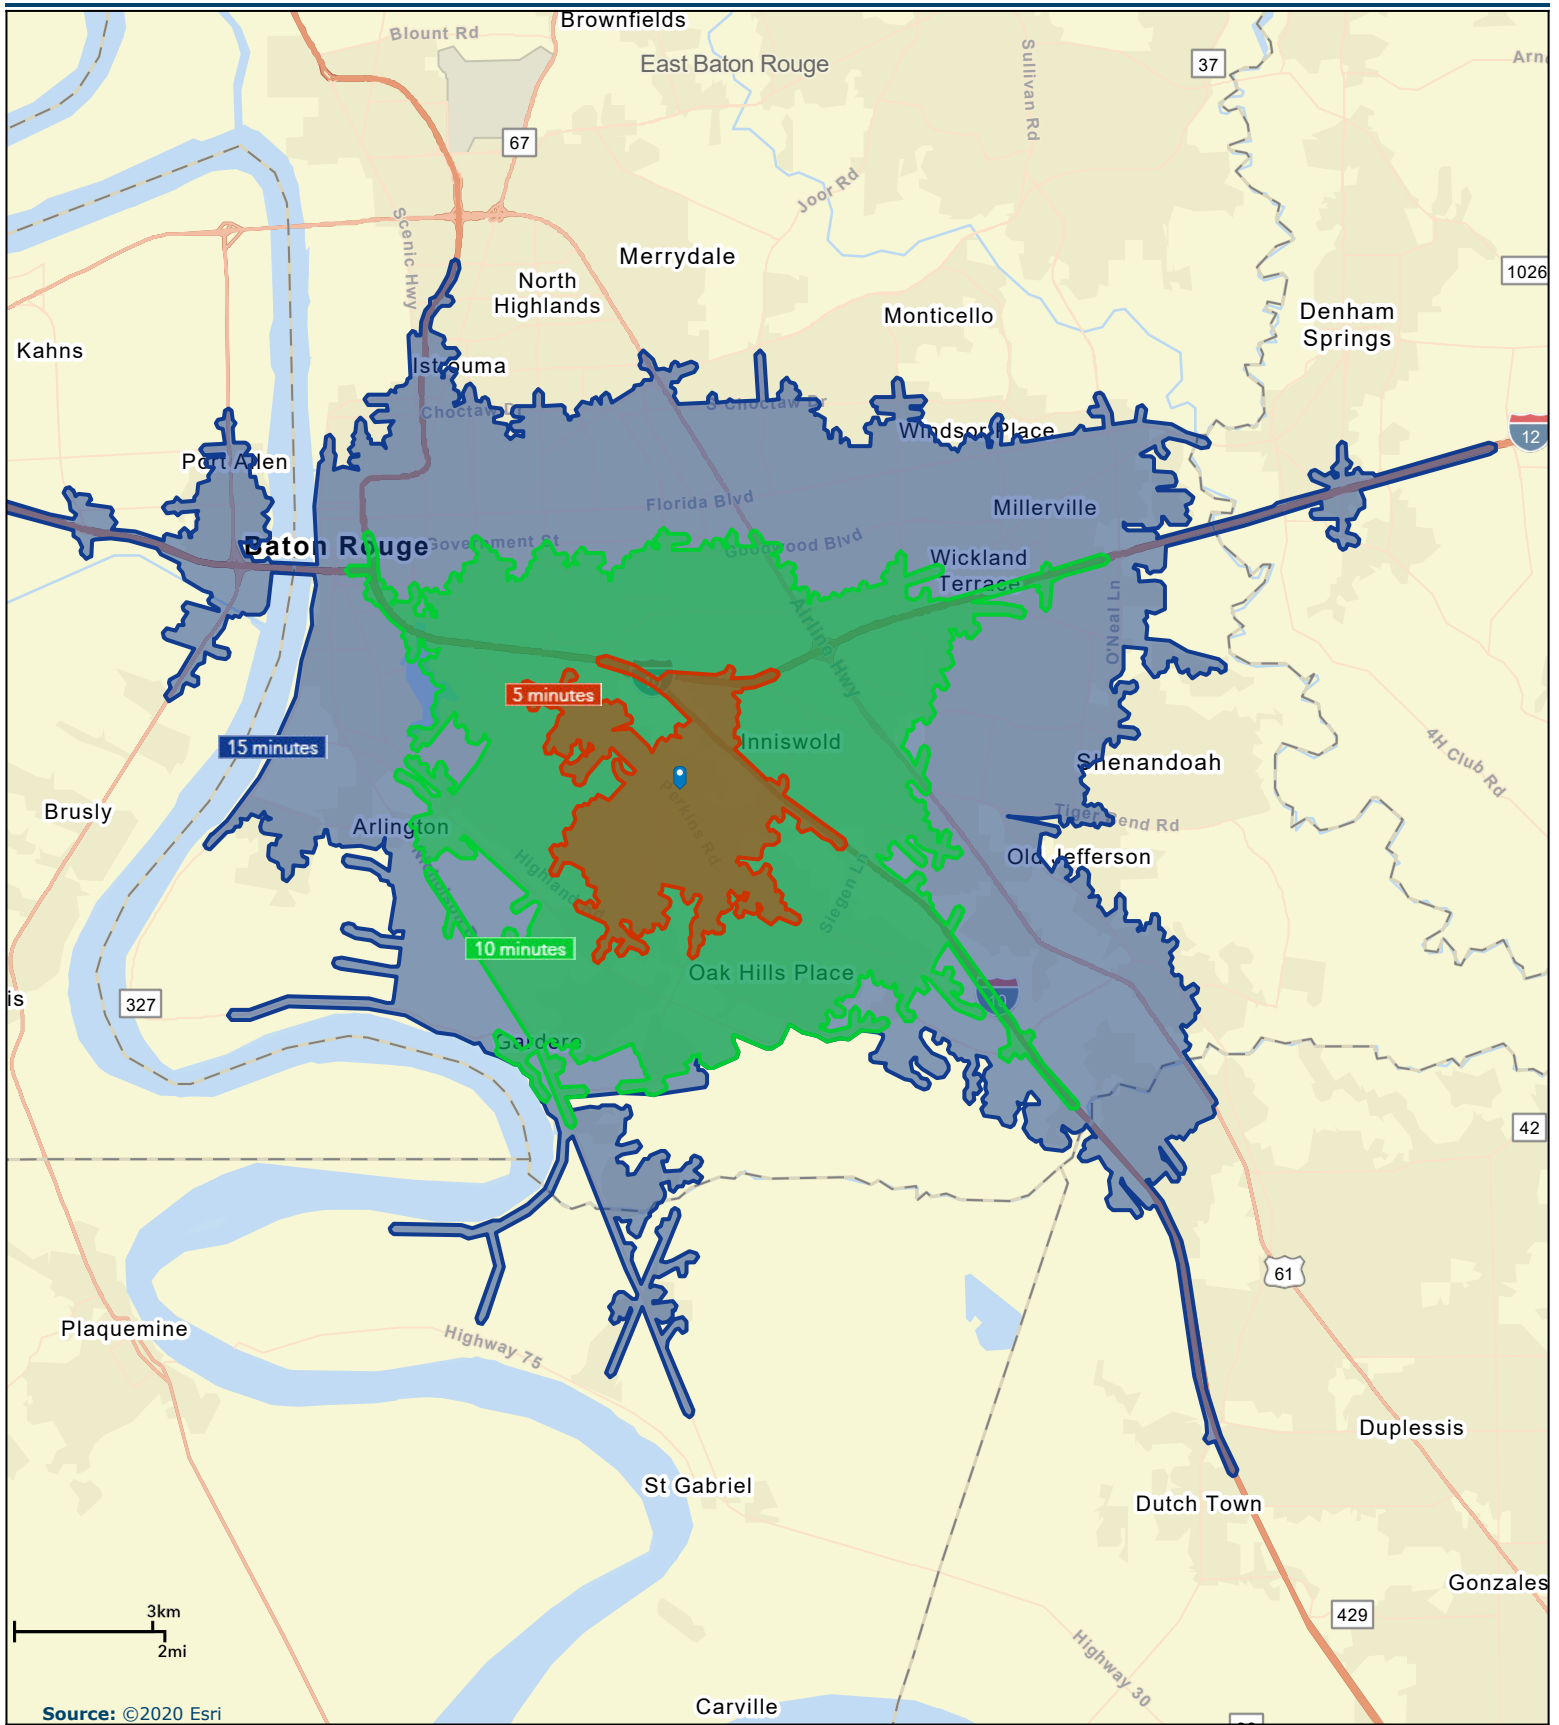 Brownfields
Blount Rd
East Baton Rouge
Sullivan Rd
37
67
Joor Rd
Scenic Hwy
Merrydale
North
Highlands
1026
Monticello
Denham
Springs
Kahns
Istrouma
Choctaw Dr
S Choctaw Dr
Windsor Place
12
Port Allen
Florida Blvd
Millerville
Baton Rouge
Government St
Goodwood Blvd
Wickland
Terrace
Airline Hwy
O'Neal Ln
5 minutes
15 minutes
Inniswold
Shenandoah
4H Club Rd
Brusly
Perkins Rd
Arlington
Tiger Bend Rd
Old Jefferson
Siegen Ln
10 minutes
Oak Hills Place
is
327
10
Gardere
42
61
Plaquemine
Highway 75
Duplessis
St Gabriel
Dutch Town
Gonzales
3km
2mi
429
Highway 30
Carville
Source: ©2020 Esri